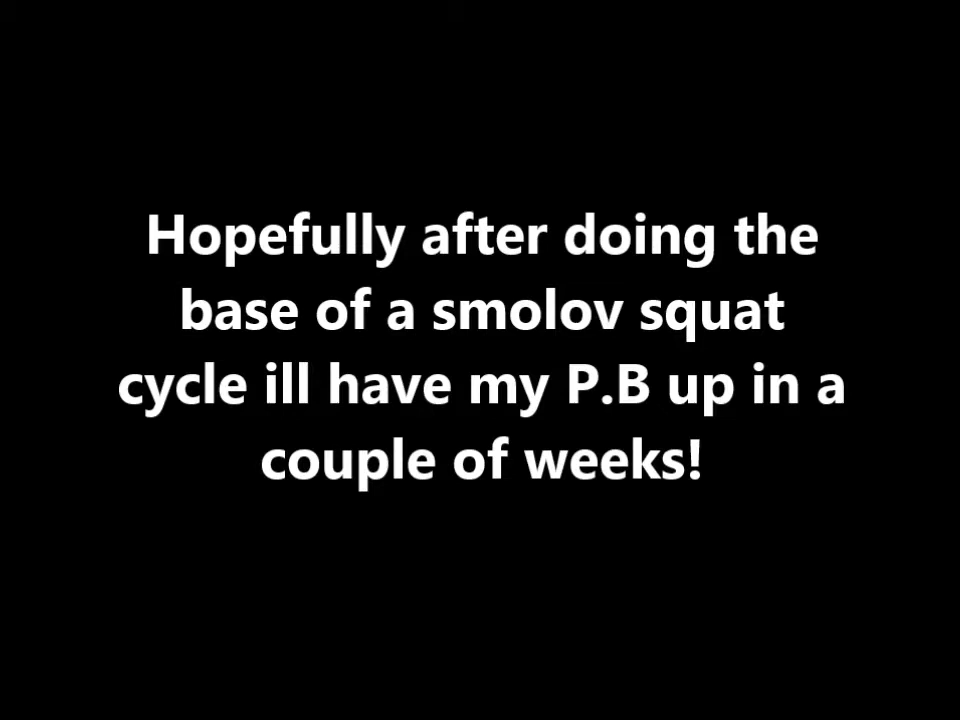 Hopefully after doing the
base of a smolov squat
cycle ill have my P.B up in a
couple of weeks!